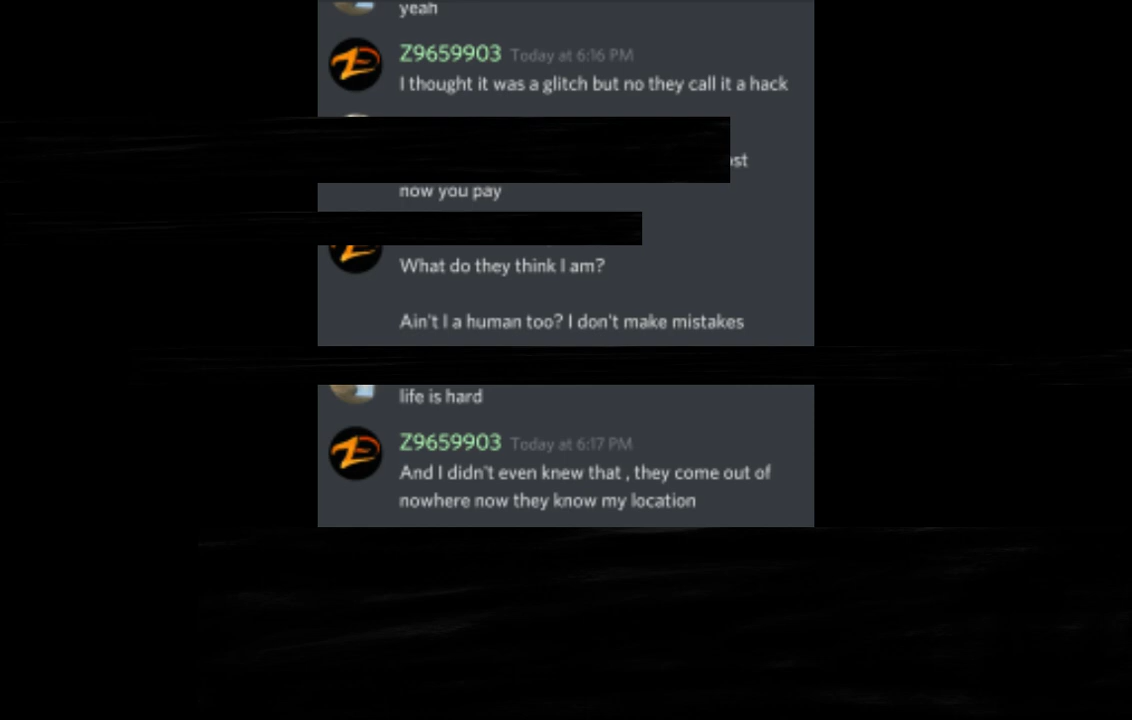 yeah
Z9659903 Today at 6:16 PM
I thought it was a glitch but no they call it a hack
now you pay
What do they think I am?
Ain't I a human too? I don't make mistakes
life is hard
Z9659903 Today at 6:17 PM
And I didn't even knew that , they come out of
nowhere now they know my location